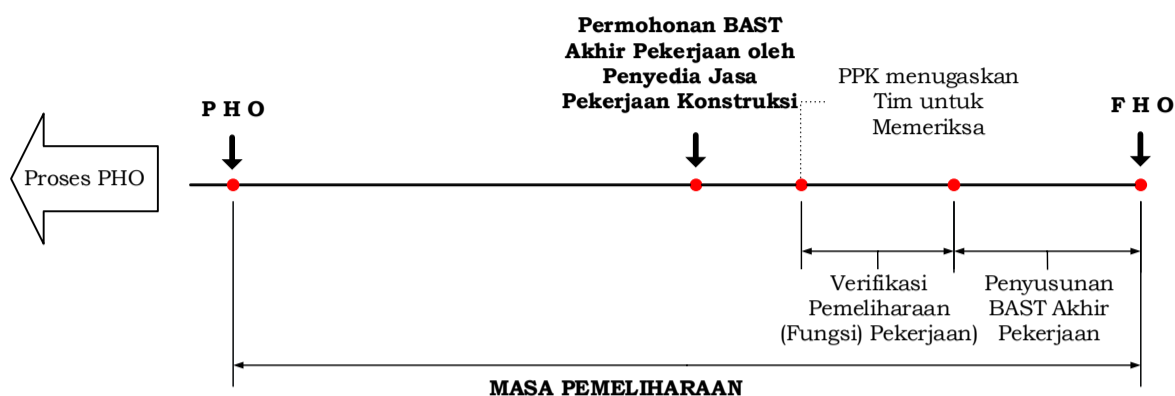 Permohonan BAST
Akhir Pekerjaan oleh
Penyedia Jasa
Pekerjaan Konstruksi
PPK menugaskan
Tim untuk
Memeriksa
P H O
F H O
Proses PHO
Verifikasi
Pemeliharaan
(Fungsi) Pekerjaan)
Penyusunan
BAST Akhir
Pekerjaan
MASA PEMELIHARAAN